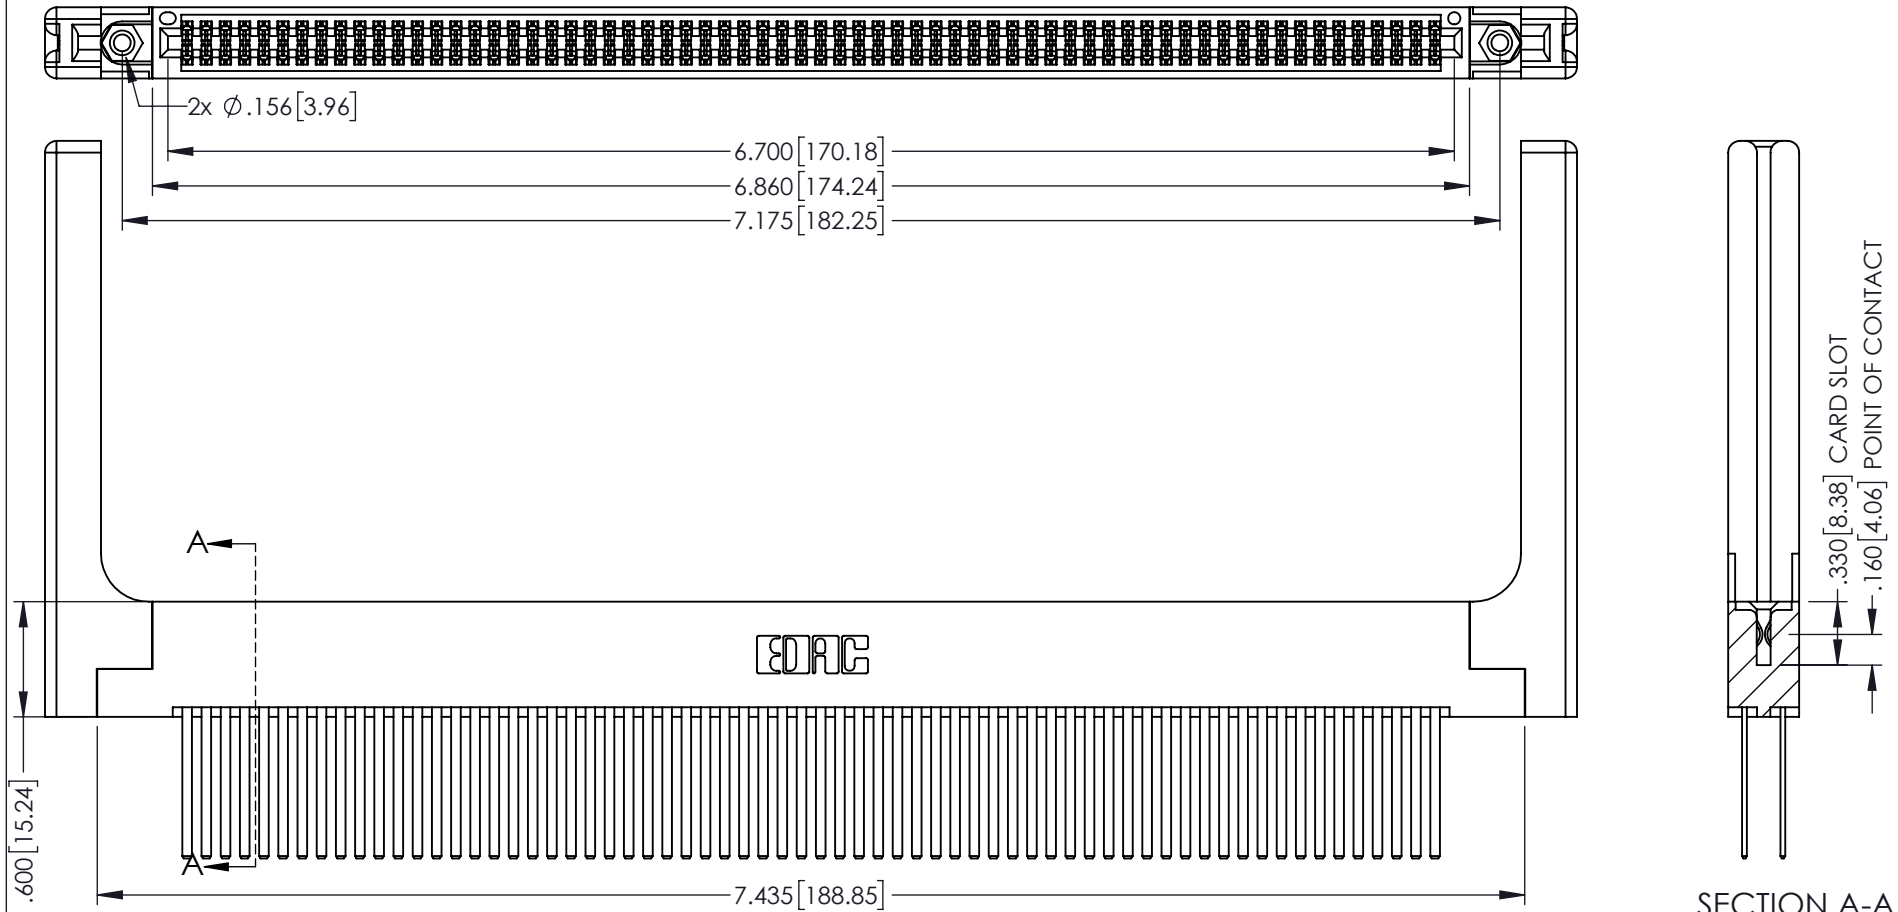 2x Ø.156[3.96]
6.700[170.18]
6.860[174.24]
7.175[182.25]
.330[8.38] CARD SLOT
.160[4.06] POINT OF CONTACT
A
EDAC
.600[15.24]
A
7.435[188.85]
SECTION A-A